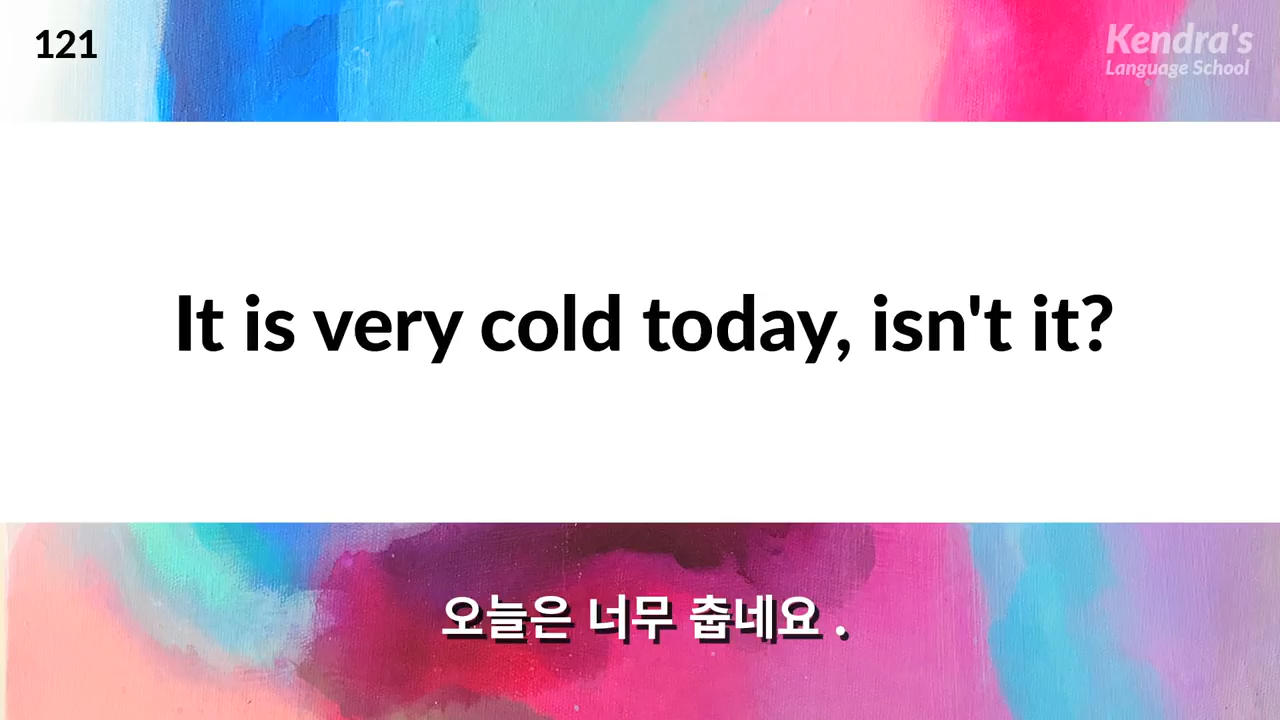 121
Kendra's
Language School
It is very cold today, isn't it?
오늘은 너무 춥네요 .